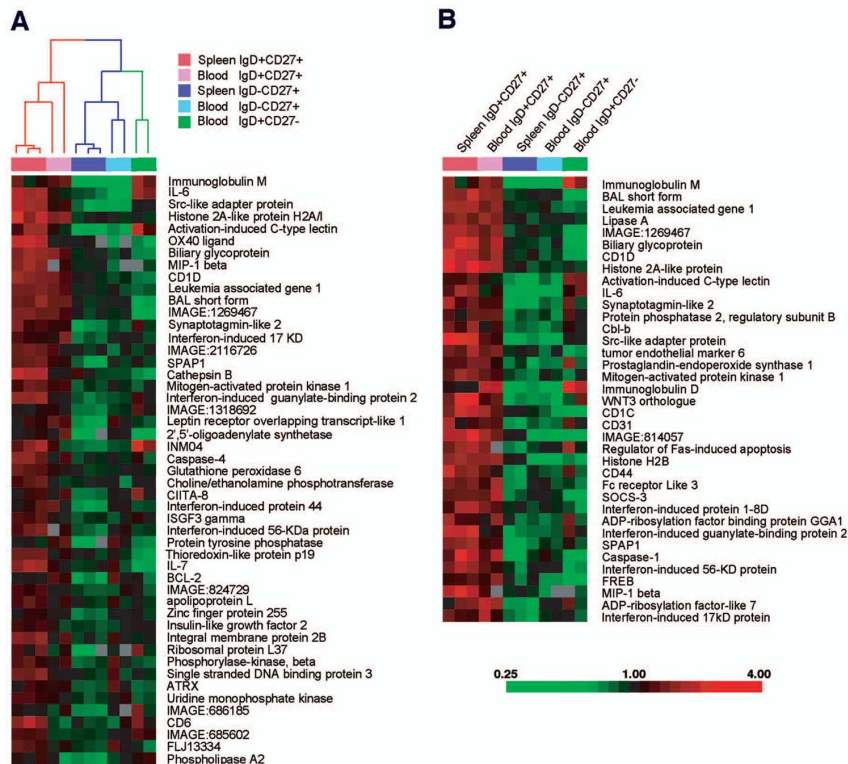 A
Spleen IgD+CD27+
Blood IgD+CD27+
Spleen IgD-CD27+
Blood IgD-CD27+
Blood IgD+CD27-
Immunoglobulin M
IL-6
Src-like adapter protein
Histone 2A-like protein H2A/l
Activation-induced C-type lectin
OX40 ligand
Biliary glycoprotein
MIP-1 beta
CD1D
Leukemia associated gene 1
BAL short form
IMAGE:1269467
Synaptotagmin-like 2
Interferon-induced 17 KD
IMAGE:2116726
SPAP1
Cathepsin B
Mitogen-activated protein kinase 1
Interferon-induced guanylate-binding protein 2
IMAGE:1318692
Leptin receptor overlapping transcript-like 1
2',5'-oligoadenylate synthetase
INM04
Caspase-4
Glutathione peroxidase 6
Choline/ethanolamine phosphotransferase
CIITA-8
Interferon-induced protein 44
ISGF3 gamma
Interferon-induced 56-KDa protein
Protein tyrosine phosphatase
Thioredoxin-like protein p19
IL-7
BCL-2
IMAGE:824729
apolipoprotein L
Zinc finger protein 255
Insulin-like growth factor 2
Integral membrane protein 2B
Ribosomal protein L37
Phosphorylase-kinase, beta
Single stranded DNA binding protein 3
ATRX
Uridine monophosphate kinase
IMAGE:686185
CD6
IMAGE:685602
FLJ13334
Phospholipase A2
B
Spleen IgD+CD27+
Blood IgD+CD27+
Spleen IgD-CD27+
Blood IgD-CD27+
Blood IgD+CD27-
Immunoglobulin M
BAL short form
Leukemia associated gene 1
Lipase A
IMAGE:1269467
Biliary glycoprotein
CD1D
Histone 2A-like protein
Activation-induced C-type lectin
IL-6
Synaptotagmin-like 2
Protein phosphatase 2, regulatory subunit B
Cbl-b
Src-like adapter protein
tumor endothelial marker 6
Prostaglandin-endoperoxide synthase 1
Mitogen-activated protein kinase 1
Immunoglobulin D
WNT3 orthologue
CD1C
CD31
IMAGE:814057
Regulator of Fas-induced apoptosis
Histone H2B
CD44
Fc receptor Like 3
SOCS-3
Interferon-induced protein 1-8D
ADP-ribosylation factor binding protein GGA1
Interferon-induced guanylate-binding protein 2
SPAP1
Caspase-1
Interferon-induced 56-KD protein
FREB
MIP-1 beta
ADP-ribosylation factor-like 7
Interferon-induced 17kD protein
0.25 1.00 4.00